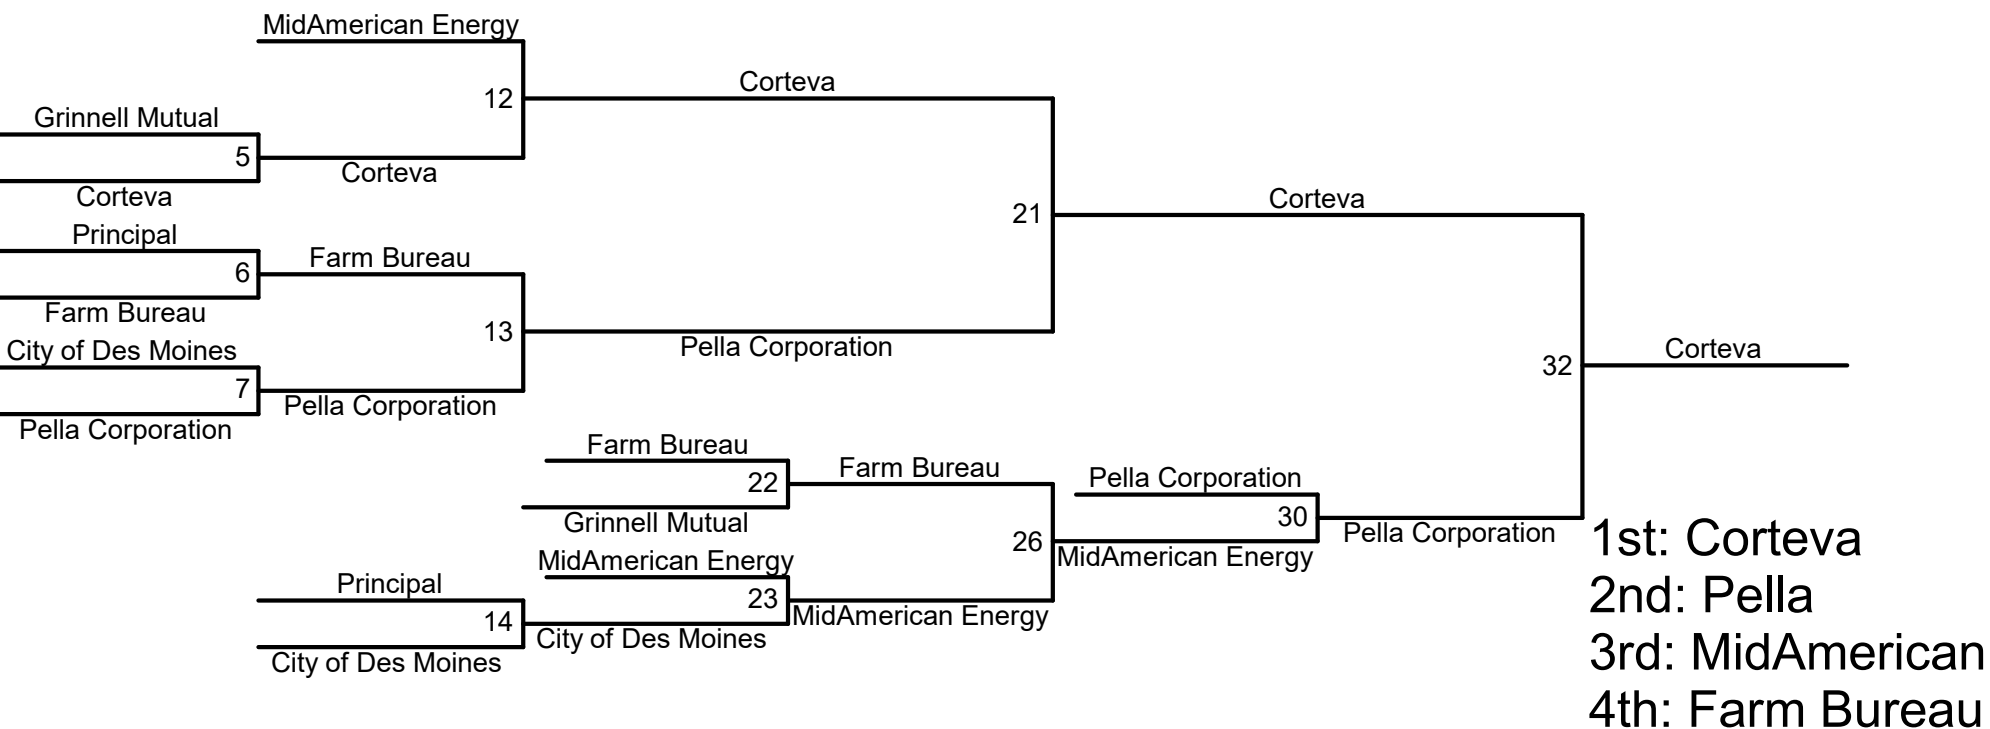 MidAmerican Energy
12
Corteva
Grinnell Mutual
5
Corteva
Corteva
Principal
6
Farm Bureau
Farm Bureau
13
21
Corteva
City of Des Moines
7
Pella Corporation
Pella Corporation
Pella Corporation
32
Corteva
Farm Bureau
22
Grinnell Mutual
Farm Bureau
26
Pella Corporation
30
MidAmerican Energy
Pella Corporation
MidAmerican Energy
23
MidAmerican Energy
Principal
14
City of Des Moines
City of Des Moines
1st: Corteva
2nd: Pella
3rd: MidAmerican
4th: Farm Bureau